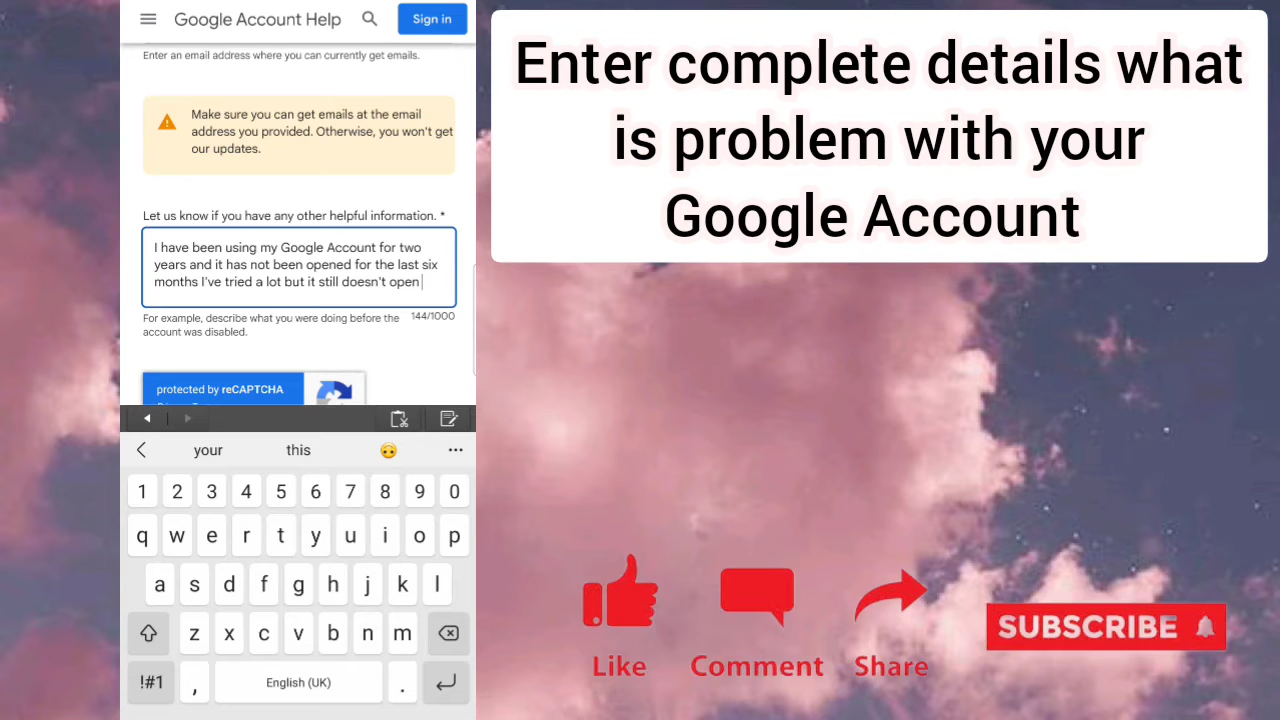 Google Account Help
Sign in
Enter an email address where you can currently get emails.
Make sure you can get emails at the email
address you provided. Otherwise, you won't get
our updates.
Let us know if you have any other helpful information. *
I have been using my Google Account for two
years and it has not been opened for the last six
months I've tried a lot but it still doesn't open
For example, describe what you were doing before the
account was disabled.
144/1000
protected by reCAPTCHA
your this
1 2 3 4 5 6 7 8 9 0
q w e r t y u i o p
a s d f g h j k l
z x c v b n m
!#1 , English (UK) .
Enter complete details what
is problem with your
Google Account
Like Comment Share
SUBSCRIBE